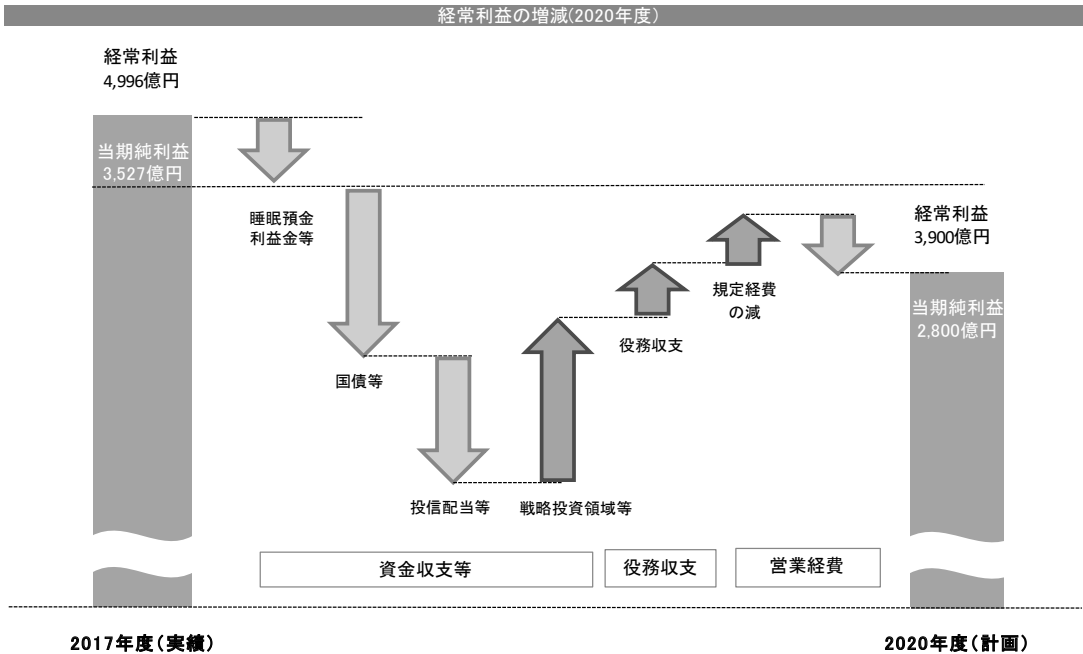 経常利益の増減(2020年度)
経常利益
4,996億円
当期純利益
3,527億円
睡眠預金
利益金等
国債等
投信配当等
戦略投資領域等
役務収支
規定経費
の減
経常利益
3,900億円
当期純利益
2,800億円
資金収支等
役務収支
営業経費
2017年度(実績)
2020年度(計画)